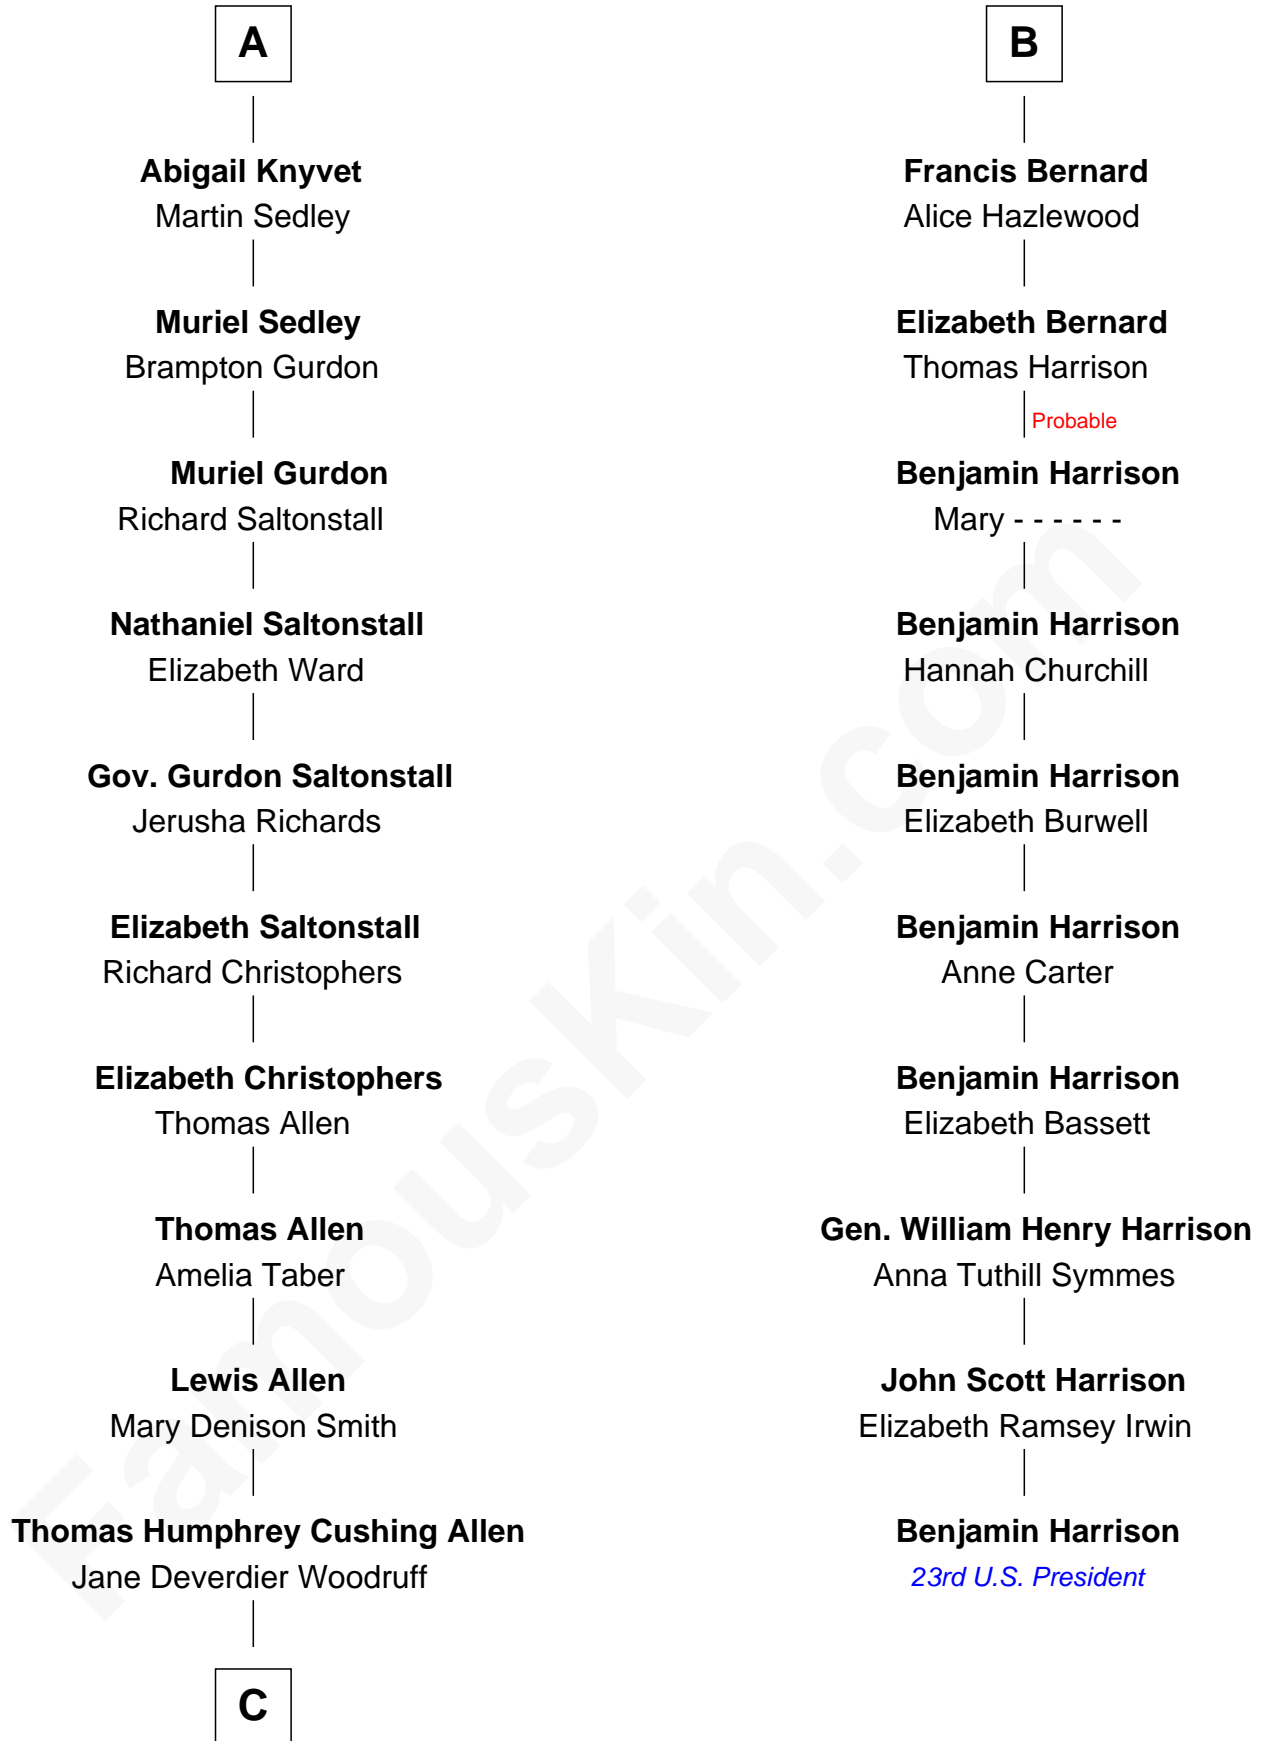 A
Abigail Knyvet
Martin Sedley
Muriel Sedley
Brampton Gurdon
Muriel Gurdon
Richard Saltonstall
Nathaniel Saltonstall
Elizabeth Ward
Gov. Gurdon Saltonstall
Jerusha Richards
Elizabeth Saltonstall
Richard Christophers
Elizabeth Christophers
Thomas Allen
Thomas Allen
Amelia Taber
Lewis Allen
Mary Denison Smith
Thomas Humphrey Cushing Allen
Jane Deverdier Woodruff
C
B
Francis Bernard
Alice Hazlewood
Elizabeth Bernard
Thomas Harrison
Probable
Benjamin Harrison
Mary - - - - - -
Benjamin Harrison
Hannah Churchill
Benjamin Harrison
Elizabeth Burwell
Benjamin Harrison
Anne Carter
Benjamin Harrison
Elizabeth Bassett
Gen. William Henry Harrison
Anna Tuthill Symmes
John Scott Harrison
Elizabeth Ramsey Irwin
Benjamin Harrison
23rd U.S. President
FamousKin.com